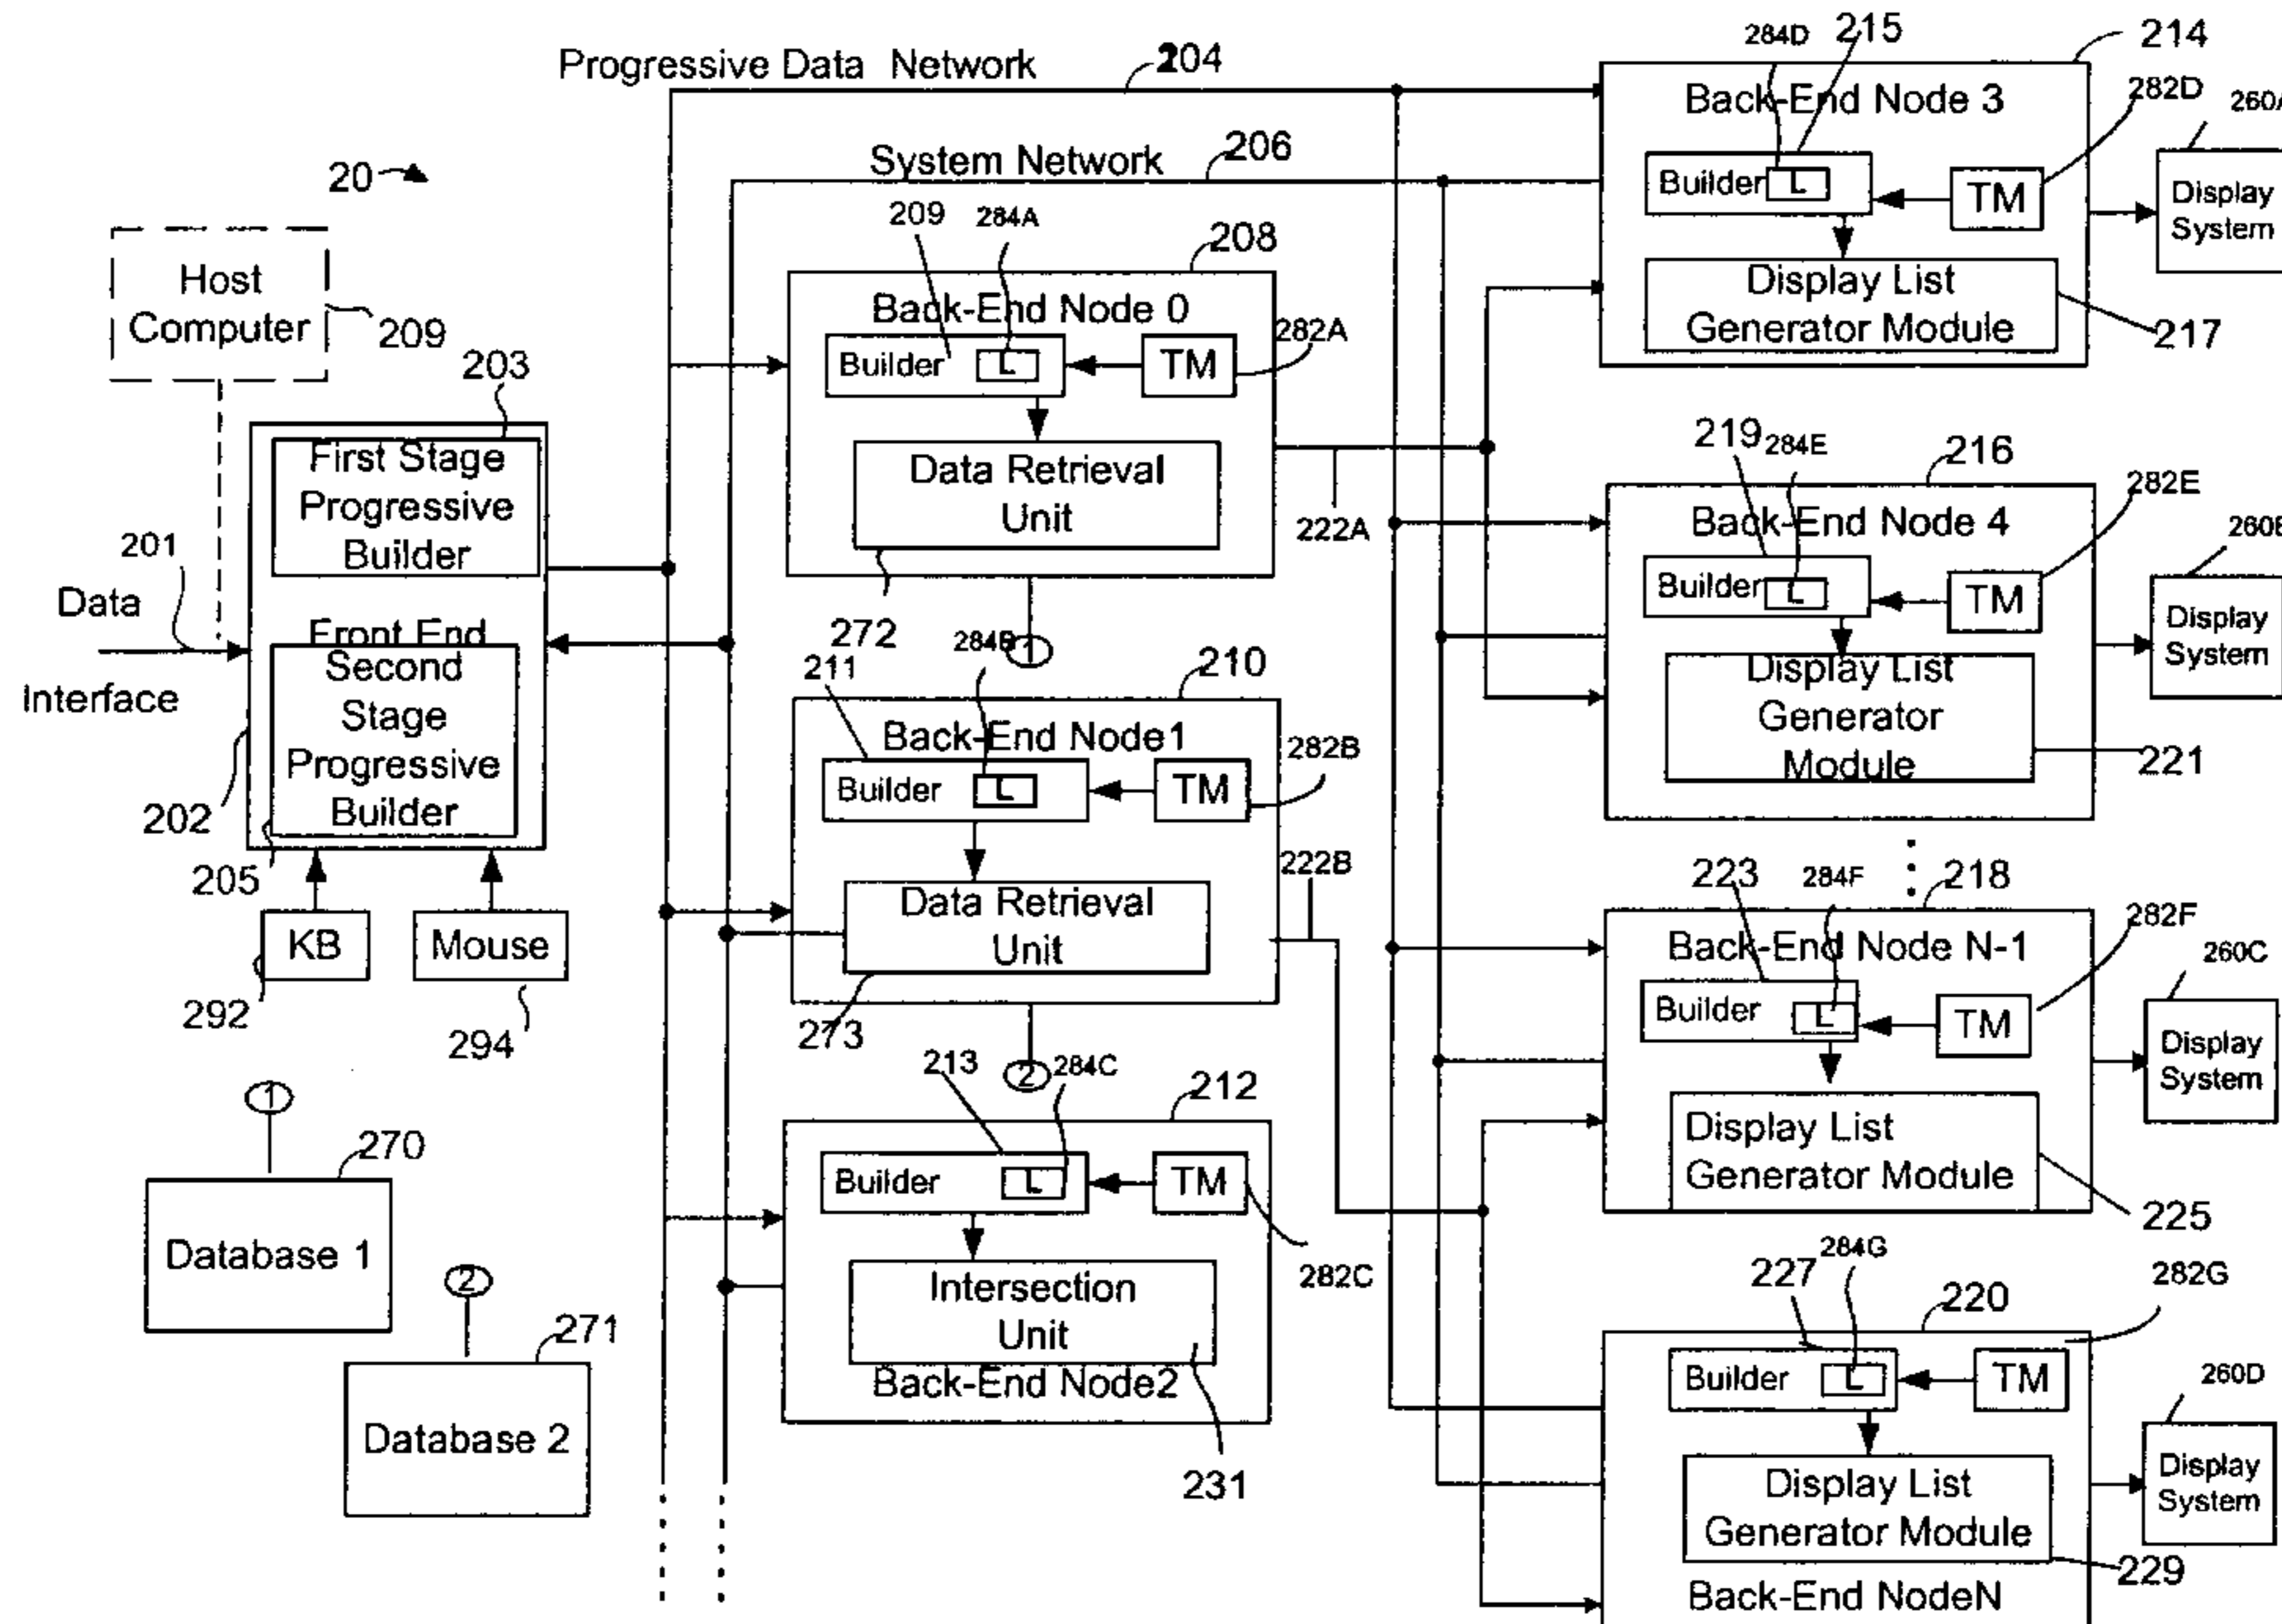 Progressive Data Network
204
System Network
206
20
Host
Computer
209
203
First Stage
Progressive
Builder
Front End
Second
Stage
Progressive
Builder
201
Data
Interface
202
205
KB
Mouse
292
294
1
270
Database 1
2
271
Database 2
209
284A
208
Back-End Node 0
Builder
L
TM
282A
Data Retrieval
Unit
272
222A
1
211
284B
210
Back-End Node1
Builder
L
TM
282B
Data Retrieval
Unit
273
222B
2
213
284C
212
Builder
L
TM
282C
Intersection
Unit
Back-End Node2
231
284D
215
214
Back-End Node 3
282D
Builder
L
TM
Display List
Generator Module
217
260A
Display
System
219
284E
216
Back-End Node 4
282E
Builder
L
TM
Display List
Generator
Module
221
Display
System
223
284F
218
Back-End Node N-1
282F
Builder
L
TM
Display List
Generator Module
225
260C
Display
System
227
284G
220
282G
Builder
L
TM
Display List
Generator Module
229
Back-End NodeN
260D
Display
System